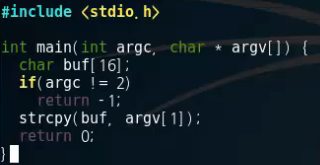 #include <stdio.h>

int main(int argc, char * argv[]) {
  char buf[16];
  if(argc != 2)
    return -1;
  strcpy(buf, argv[1]);
  return 0;
}